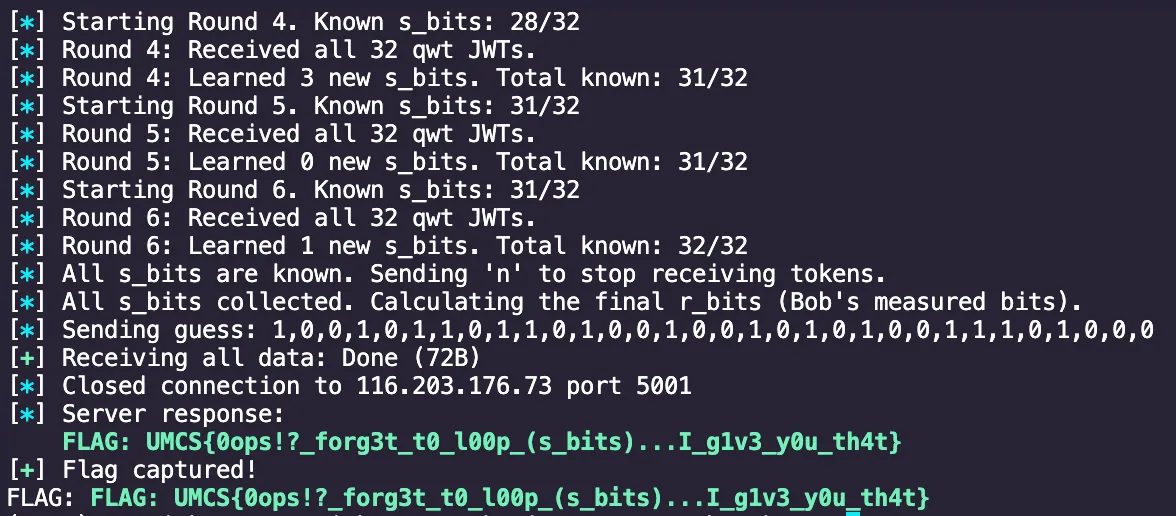 [*] Starting Round 4. Known s_bits: 28/32
[*] Round 4: Received all 32 qwt JWTs.
[*] Round 4: Learned 3 new s_bits. Total known: 31/32
[*] Starting Round 5. Known s_bits: 31/32
[*] Round 5: Received all 32 qwt JWTs.
[*] Round 5: Learned 0 new s_bits. Total known: 31/32
[*] Starting Round 6. Known s_bits: 31/32
[*] Round 6: Received all 32 qwt JWTs.
[*] Round 6: Learned 1 new s_bits. Total known: 32/32
[*] All s_bits are known. Sending 'n' to stop receiving tokens.
[*] All s_bits collected. Calculating the final r_bits (Bob's measured bits).
[*] Sending guess: 1,0,0,1,0,1,1,0,1,1,0,1,0,0,1,0,0,1,0,1,0,1,0,0,1,1,1,0,1,0,0,0
[+] Receiving all data: Done (72B)
[*] Closed connection to 116.203.176.73 port 5001
[*] Server response:
FLAG: UMCS{0ops!?_forg3t_t0_l00p_(s_bits)...I_g1v3_y0u_th4t}
[+] Flag captured!
FLAG: FLAG: UMCS{0ops!?_forg3t_t0_l00p_(s_bits)...I_g1v3_y0u_th4t}